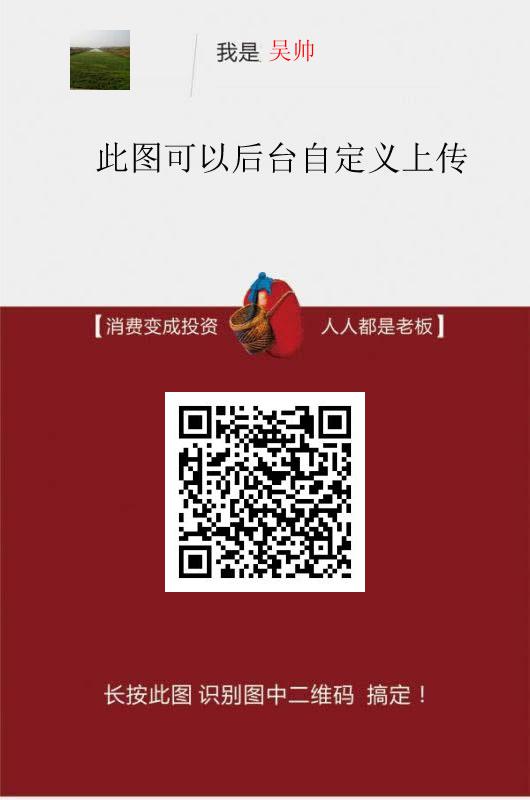 我是 吴帅
此图可以后台自定义上传
【消费变成投资 人人都是老板】
长按此图 识别图中二维码 搞定！